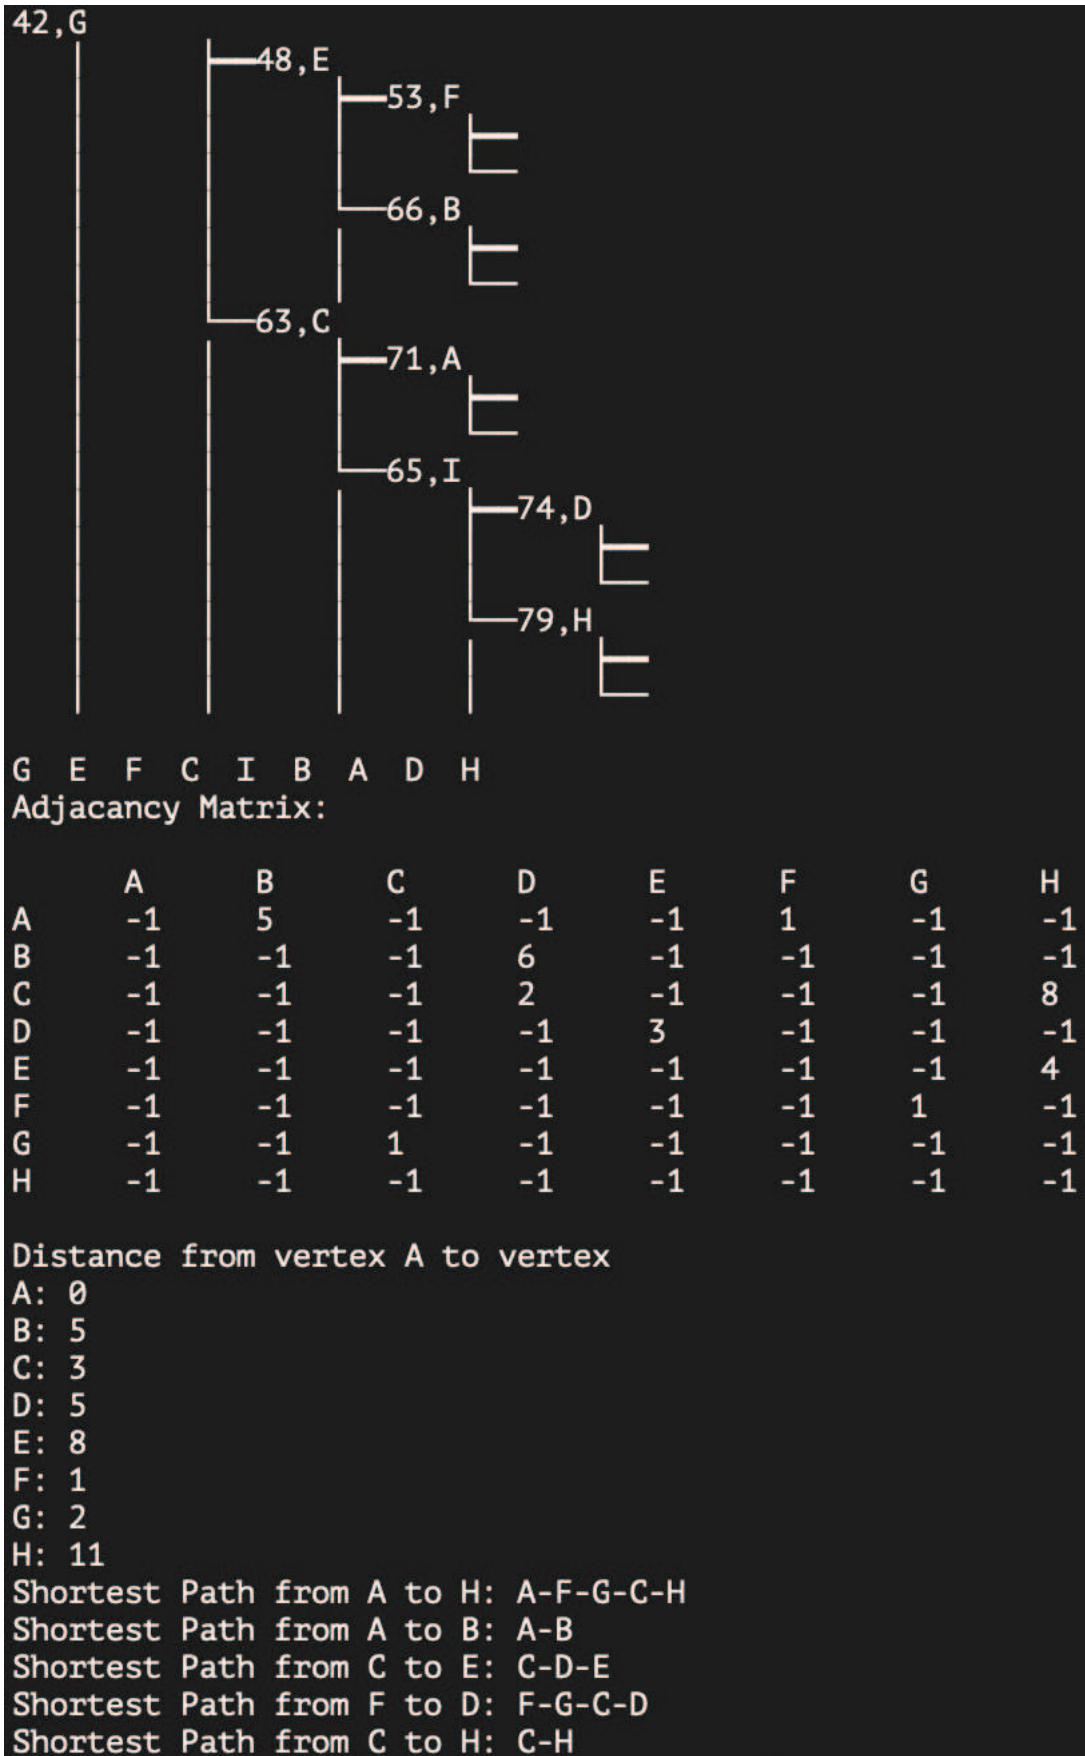 42,G
48,E
53,F
66,B
63,C
71,A
65,I
74,D
79,H
G E F C I B A D H
Adjacancy Matrix:
A B C D E F G H
A -1 5 -1 -1 -1 1 -1 -1
B -1 -1 -1 6 -1 -1 -1 -1
C -1 -1 -1 2 -1 -1 -1 8
D -1 -1 -1 -1 3 -1 -1 -1
E -1 -1 -1 -1 -1 -1 -1 4
F -1 -1 -1 -1 -1 -1 1 -1
G -1 -1 1 -1 -1 -1 -1 -1
H -1 -1 -1 -1 -1 -1 -1 -1
Distance from vertex A to vertex
A: 0
B: 5
C: 3
D: 5
E: 8
F: 1
G: 2
H: 11
Shortest Path from A to H: A-F-G-C-H
Shortest Path from A to B: A-B
Shortest Path from C to E: C-D-E
Shortest Path from F to D: F-G-C-D
Shortest Path from C to H: C-H